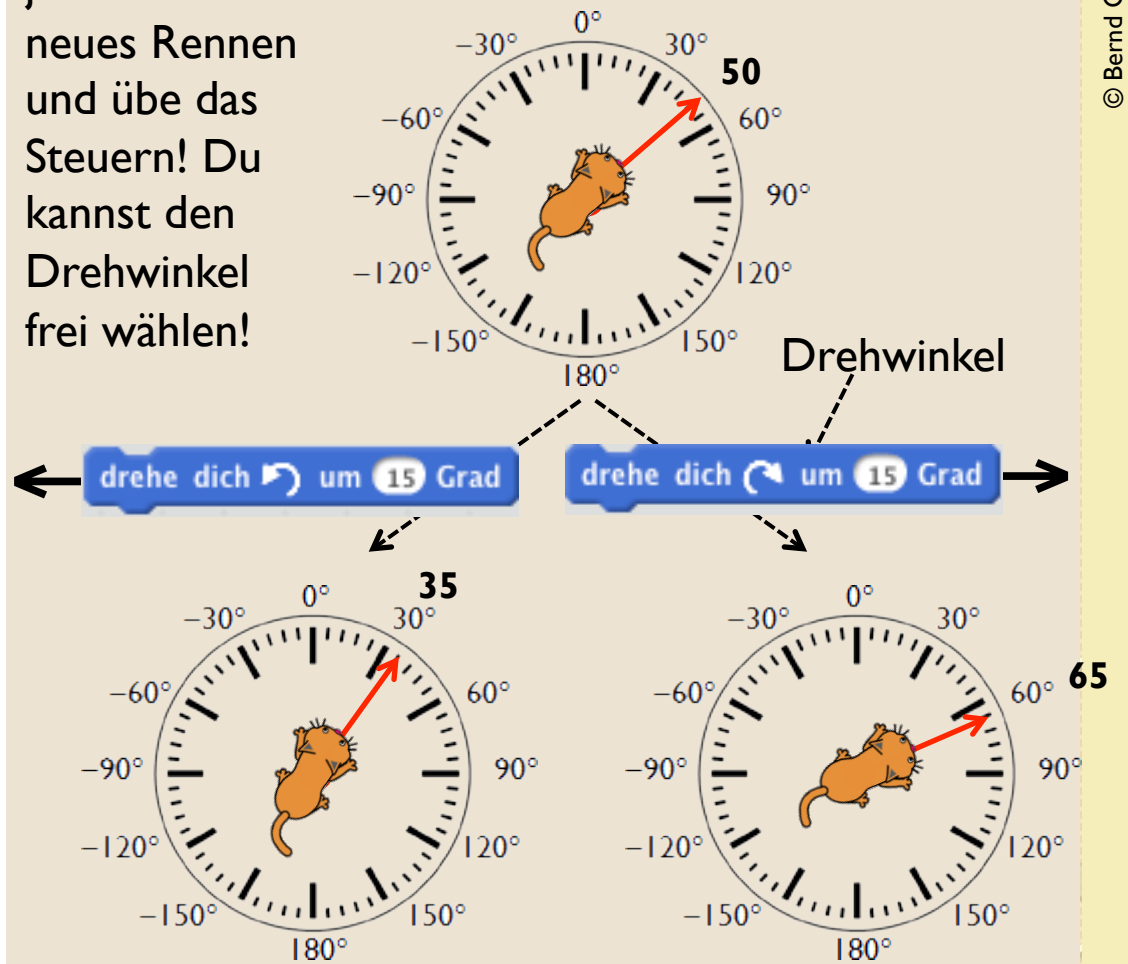 neues Rennen
und übe das
Steuern! Du
kannst den
Drehwinkel
frei wählen!
© Bernd
0°
−30° 30°
50
−60° 60°
−90° 90°
−120° 120°
−150° 150°
180°
Drehwinkel
drehe dich um 15 Grad
drehe dich um 15 Grad
35
0°
−30° 30°
−60° 60°
−90° 90°
−120° 120°
−150° 150°
180°
0°
−30° 30°
65
−60° 60°
−90° 90°
−120° 120°
−150° 150°
180°